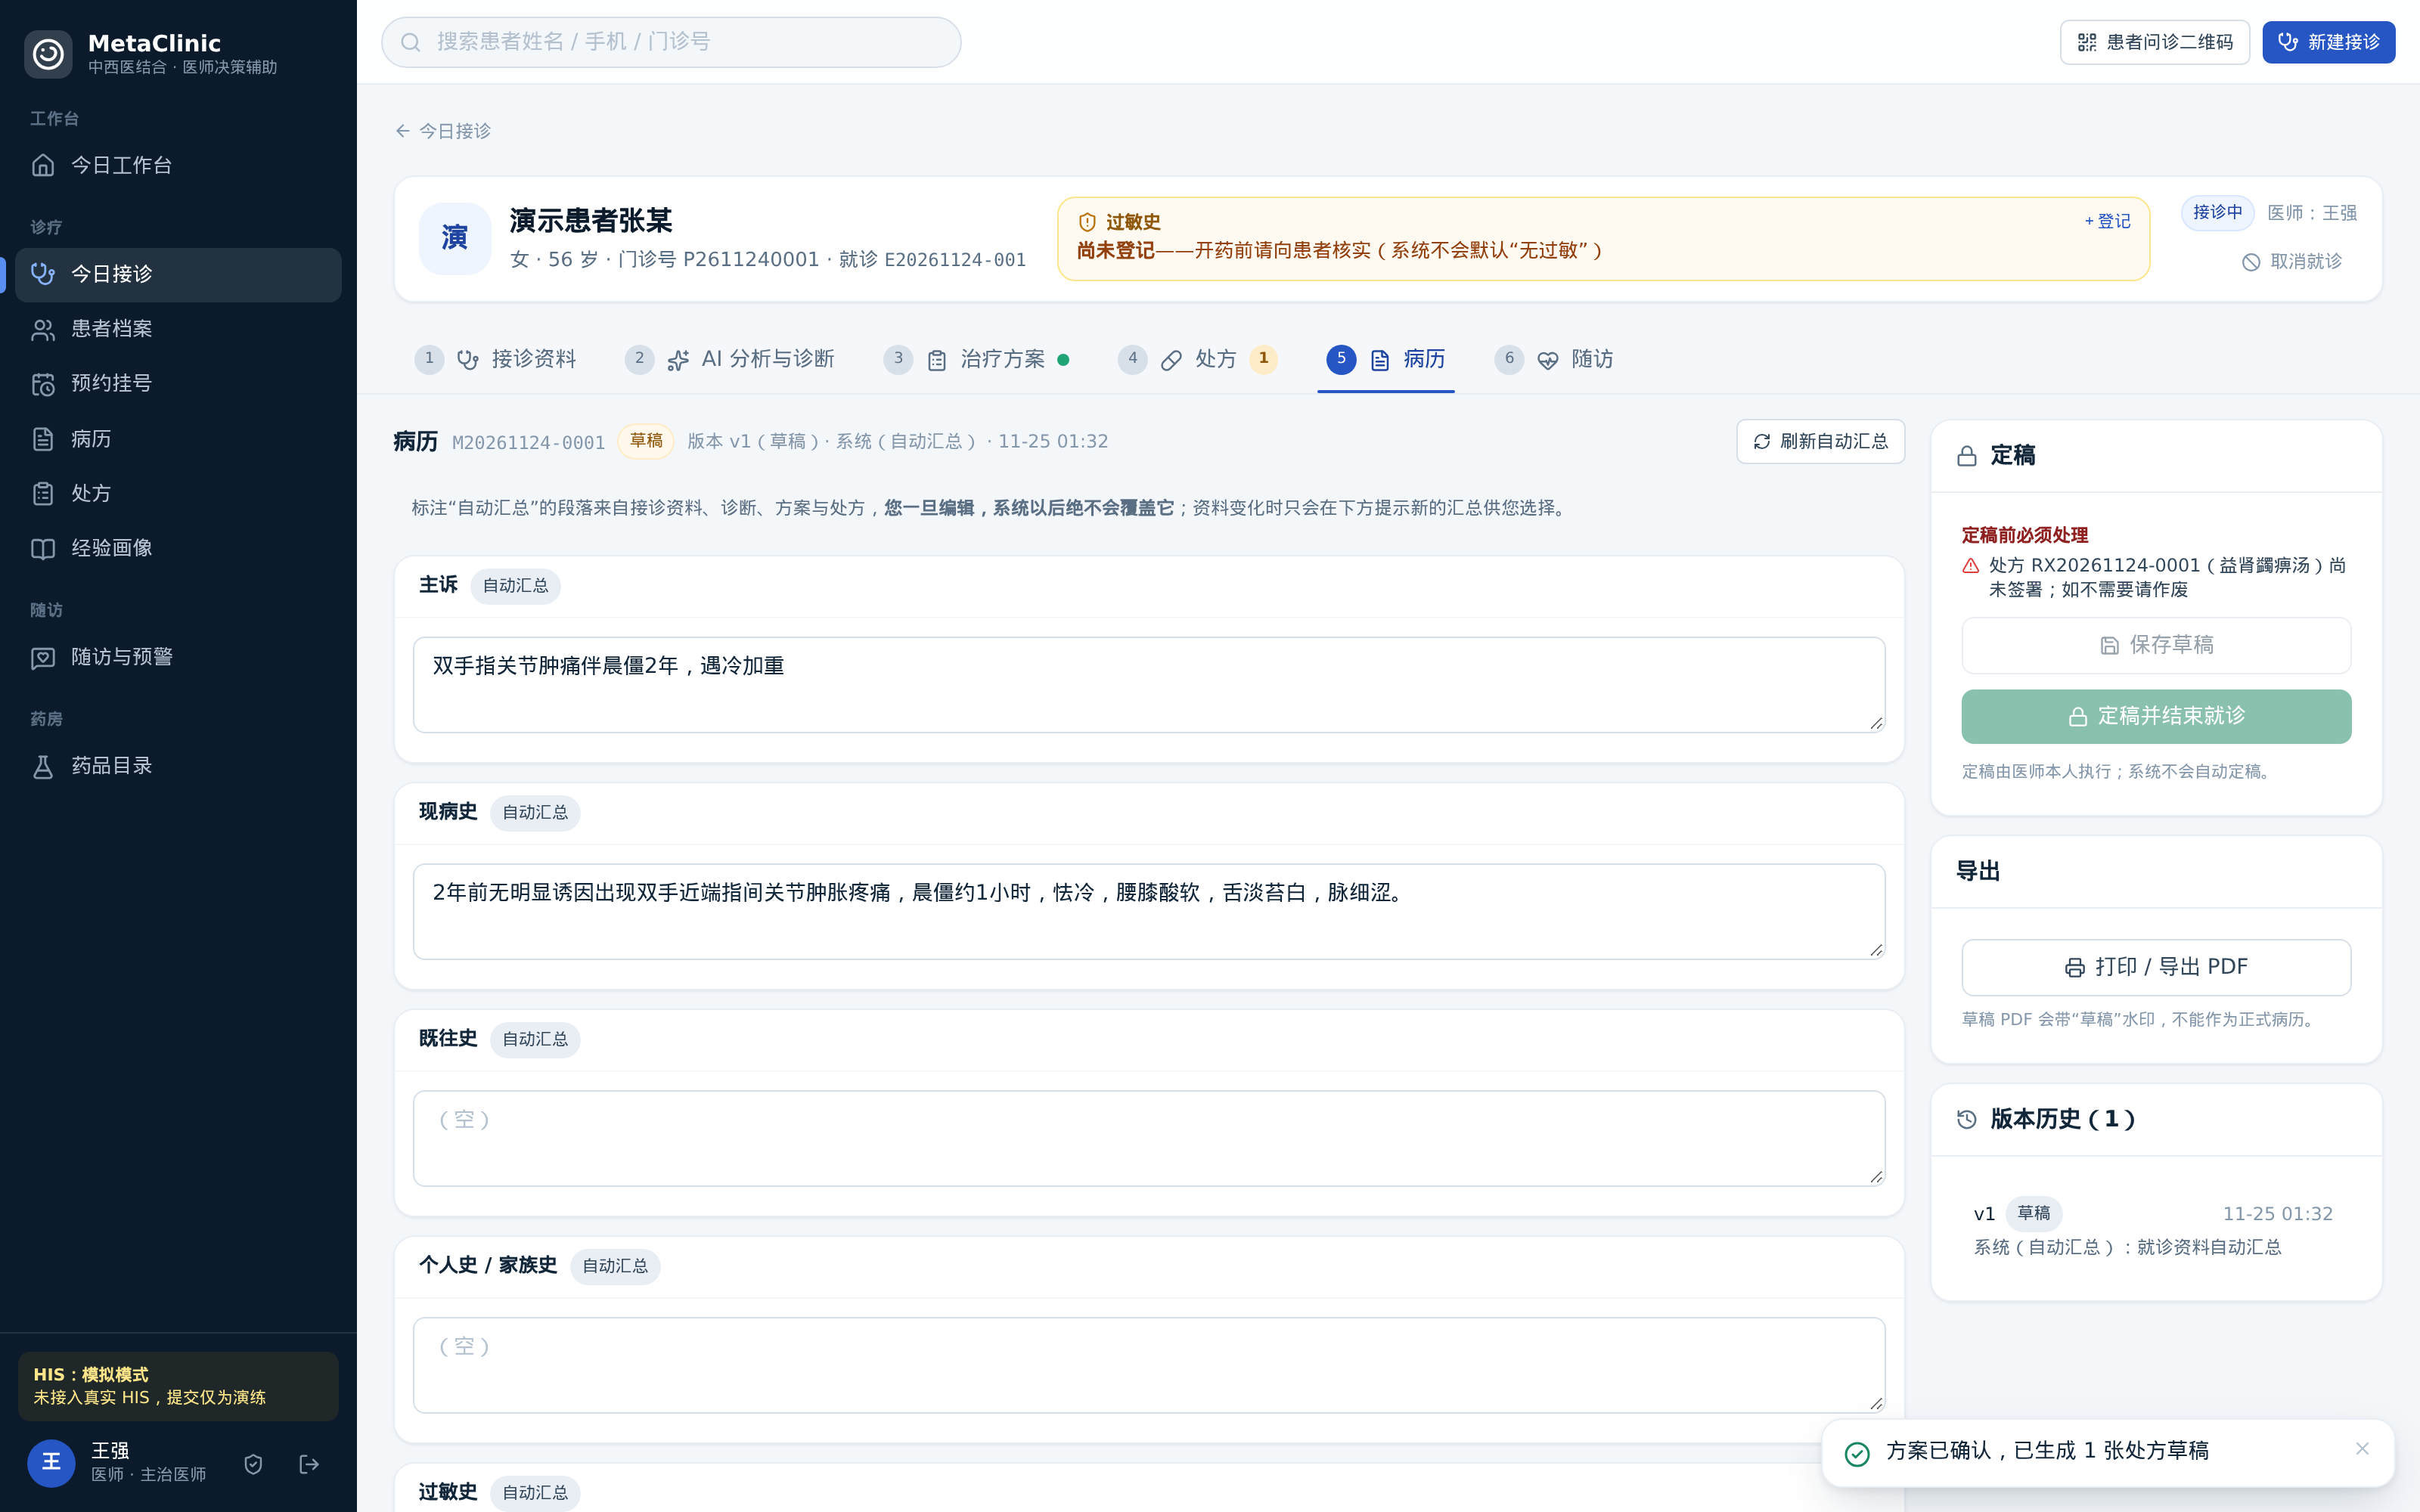 MetaClinic
中西医结合 · 医师决策辅助
工作台
今日工作台
诊疗
今日接诊
患者档案
预约挂号
病历
处方
经验画像
随访
随访与预警
药房
药品目录
HIS：模拟模式
未接入真实 HIS，提交仅为演练
王
王强
医师 · 主治医师
搜索患者姓名 / 手机 / 门诊号
患者问诊二维码
新建接诊
今日接诊
演
演示患者张某
女 · 56 岁 · 门诊号 P2611240001 · 就诊 E20261124-001
过敏史
+ 登记
尚未登记——开药前请向患者核实（系统不会默认“无过敏”）
接诊中
医师：王强
取消就诊
1 接诊资料
2 AI 分析与诊断
3 治疗方案
4 处方 1
5 病历
6 随访
病历 M20261124-0001 草稿 版本 v1（草稿）· 系统（自动汇总） · 11-25 01:32
刷新自动汇总
标注“自动汇总”的段落来自接诊资料、诊断、方案与处方，您一旦编辑，系统以后绝不会覆盖它；资料变化时只会在下方提示新的汇总供您选择。
主诉 自动汇总
双手指关节肿痛伴晨僵2年，遇冷加重
现病史 自动汇总
2年前无明显诱因出现双手近端指间关节肿胀疼痛，晨僵约1小时，怯冷，腰膝酸软，舌淡苔白，脉细涩。
既往史 自动汇总
（空）
个人史 / 家族史 自动汇总
（空）
过敏史 自动汇总
定稿
定稿前必须处理
处方 RX20261124-0001（益肾蠲痹汤）尚
未签署；如不需要请作废
保存草稿
定稿并结束就诊
定稿由医师本人执行；系统不会自动定稿。
导出
打印 / 导出 PDF
草稿 PDF 会带“草稿”水印，不能作为正式病历。
版本历史（1）
v1 草稿 11-25 01:32
系统（自动汇总）：就诊资料自动汇总
方案已确认，已生成 1 张处方草稿